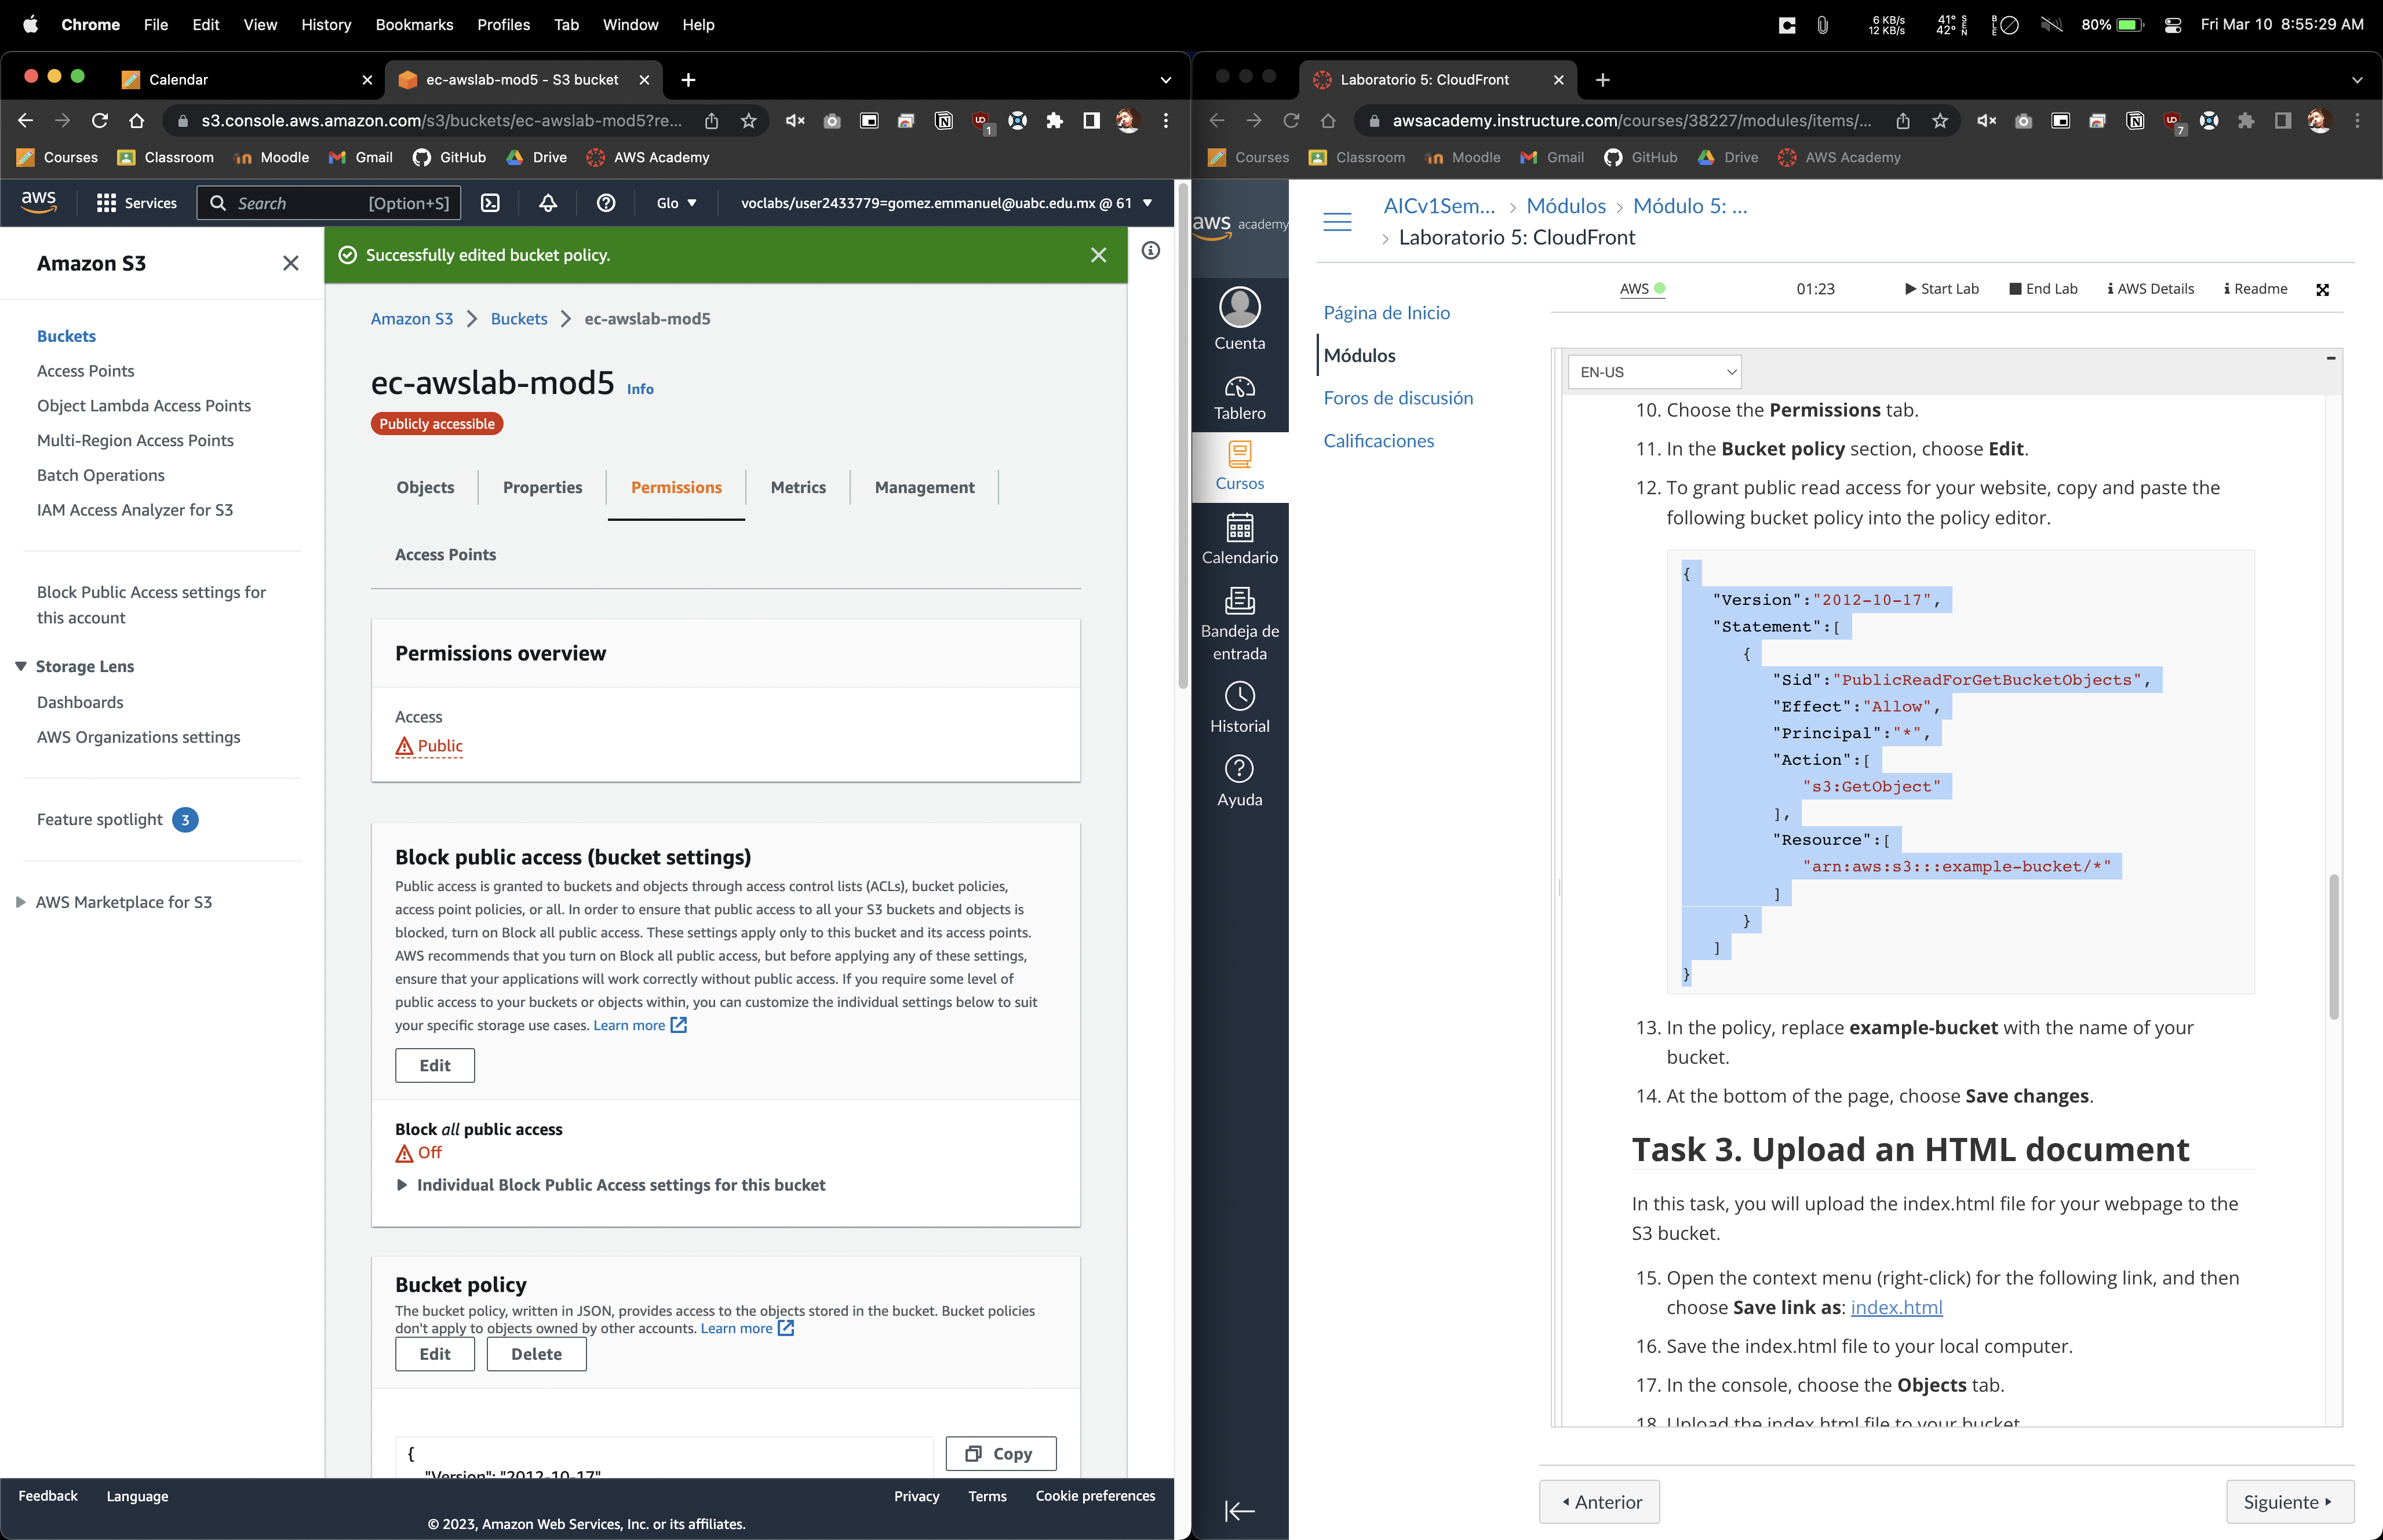 Chrome File Edit View History Bookmarks Profiles Tab Window Help
6 KB/s
12 KB/s
41°
42°
SEN
BLE
80%
Fri Mar 10 8:55:29 AM
Calendar
ec-awslab-mod5 - S3 bucket
s3.console.aws.amazon.com/s3/buckets/ec-awslab-mod5?re...
1
Courses Classroom Moodle Gmail GitHub Drive AWS Academy
aws Services Search [Option+S] Glo voclabs/user2433779=gomez.emmanuel@uabc.edu.mx @ 61
Amazon S3
Buckets
Access Points
Object Lambda Access Points
Multi-Region Access Points
Batch Operations
IAM Access Analyzer for S3
Block Public Access settings for
this account
Storage Lens
Dashboards
AWS Organizations settings
Feature spotlight 3
AWS Marketplace for S3
Successfully edited bucket policy.
Amazon S3 > Buckets > ec-awslab-mod5
ec-awslab-mod5 Info
Publicly accessible
Objects Properties Permissions Metrics Management
Access Points
Permissions overview
Access
Public
Block public access (bucket settings)
Public access is granted to buckets and objects through access control lists (ACLs), bucket policies,
access point policies, or all. In order to ensure that public access to all your S3 buckets and objects is
blocked, turn on Block all public access. These settings apply only to this bucket and its access points.
AWS recommends that you turn on Block all public access, but before applying any of these settings,
ensure that your applications will work correctly without public access. If you require some level of
public access to your buckets or objects within, you can customize the individual settings below to suit
your specific storage use cases. Learn more
Edit
Block all public access
Off
Individual Block Public Access settings for this bucket
Bucket policy
The bucket policy, written in JSON, provides access to the objects stored in the bucket. Bucket policies
don't apply to objects owned by other accounts. Learn more
Edit Delete
{
"Version": "2012-10-17"
Copy
Feedback Language Privacy Terms Cookie preferences
© 2023, Amazon Web Services, Inc. or its affiliates.
Laboratorio 5: CloudFront
awsacademy.instructure.com/courses/38227/modules/items/...
7
Courses Classroom Moodle Gmail GitHub Drive AWS Academy
aws academy
Cuenta
Tablero
Cursos
Calendario
Bandeja de
entrada
Historial
Ayuda
AICv1Sem... > Módulos > Módulo 5: ...
> Laboratorio 5: CloudFront
Página de Inicio
Módulos
Foros de discusión
Calificaciones
AWS 01:23 Start Lab End Lab AWS Details Readme
EN-US
10. Choose the Permissions tab.
11. In the Bucket policy section, choose Edit.
12. To grant public read access for your website, copy and paste the
following bucket policy into the policy editor.
{
"Version":"2012-10-17",
"Statement":[
{
"Sid":"PublicReadForGetBucketObjects",
"Effect":"Allow",
"Principal":"*",
"Action":[
"s3:GetObject"
],
"Resource":[
"arn:aws:s3:::example-bucket/*"
]
}
]
}
13. In the policy, replace example-bucket with the name of your
bucket.
14. At the bottom of the page, choose Save changes.
Task 3. Upload an HTML document
In this task, you will upload the index.html file for your webpage to the
S3 bucket.
15. Open the context menu (right-click) for the following link, and then
choose Save link as: index.html
16. Save the index.html file to your local computer.
17. In the console, choose the Objects tab.
18. Upload the index.html file to your bucket
Anterior
Siguiente